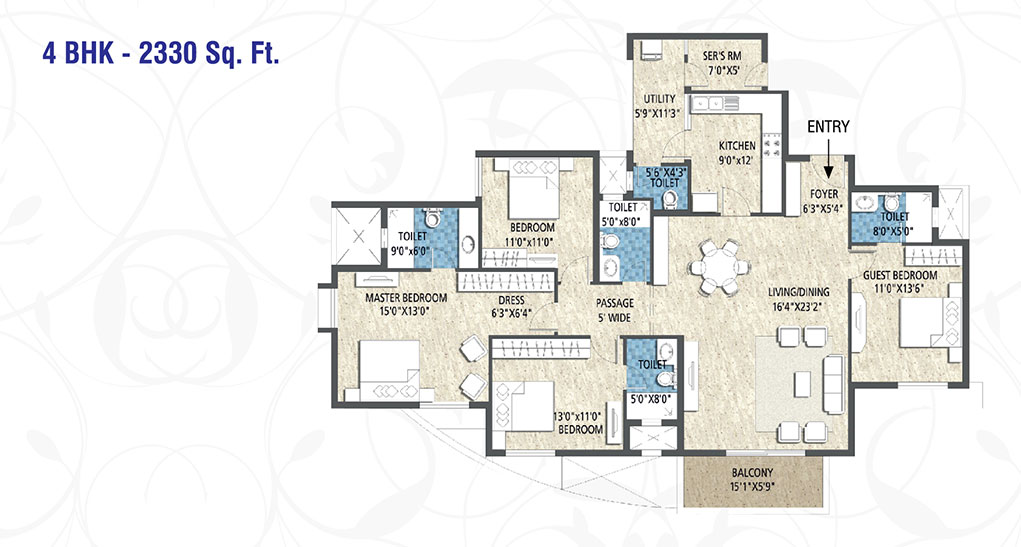 4 BHK - 2330 Sq. Ft.
SER'S RM
7'0"X5'
UTILITY
5'9"X11'3"
ENTRY
KITCHEN
9'0"x12'
5'6"X4'3"
TOILET
FOYER
6'3"X5'4"
TOILET
5'0"x8'0"
TOILET
8'0"X5'0"
BEDROOM
11'0"x11'0"
TOILET
9'0"x6'0"
GUEST BEDROOM
11'0"X13'6"
MASTER BEDROOM
15'0"X13'0"
DRESS
6'3"X6'4"
PASSAGE
5' WIDE
LIVING/DINING
16'4"X23'2"
TOILET
5'0"X8'0"
13'0"x11'0"
BEDROOM
BALCONY
15'1"X5'9"